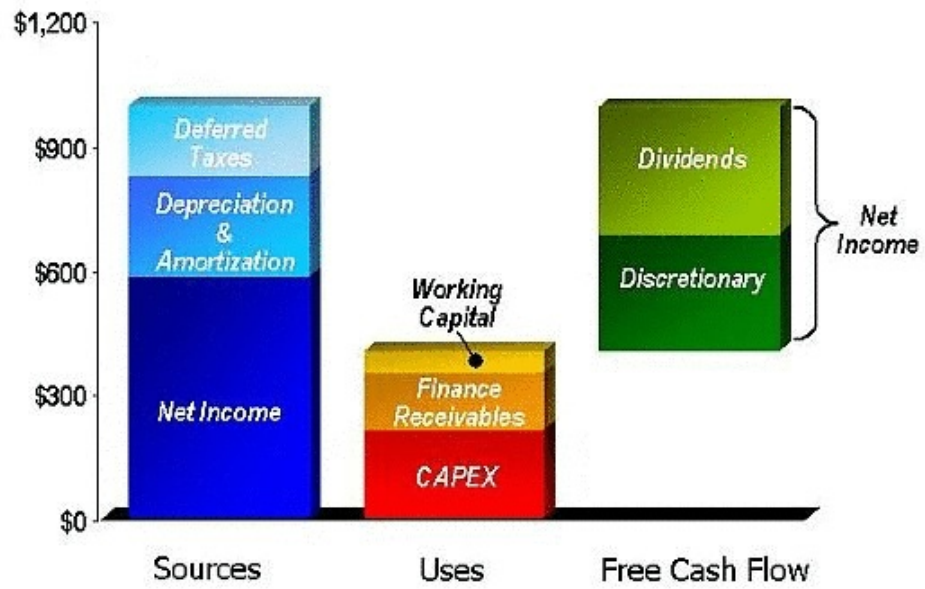 $1,200
$900
$600
$300
$0
Deferred
Taxes
Depreciation
&
Amortization
Net Income
Working
Capital
Finance
Receivables
CAPEX
Dividends
Discretionary
Net
Income
Sources
Uses
Free Cash Flow